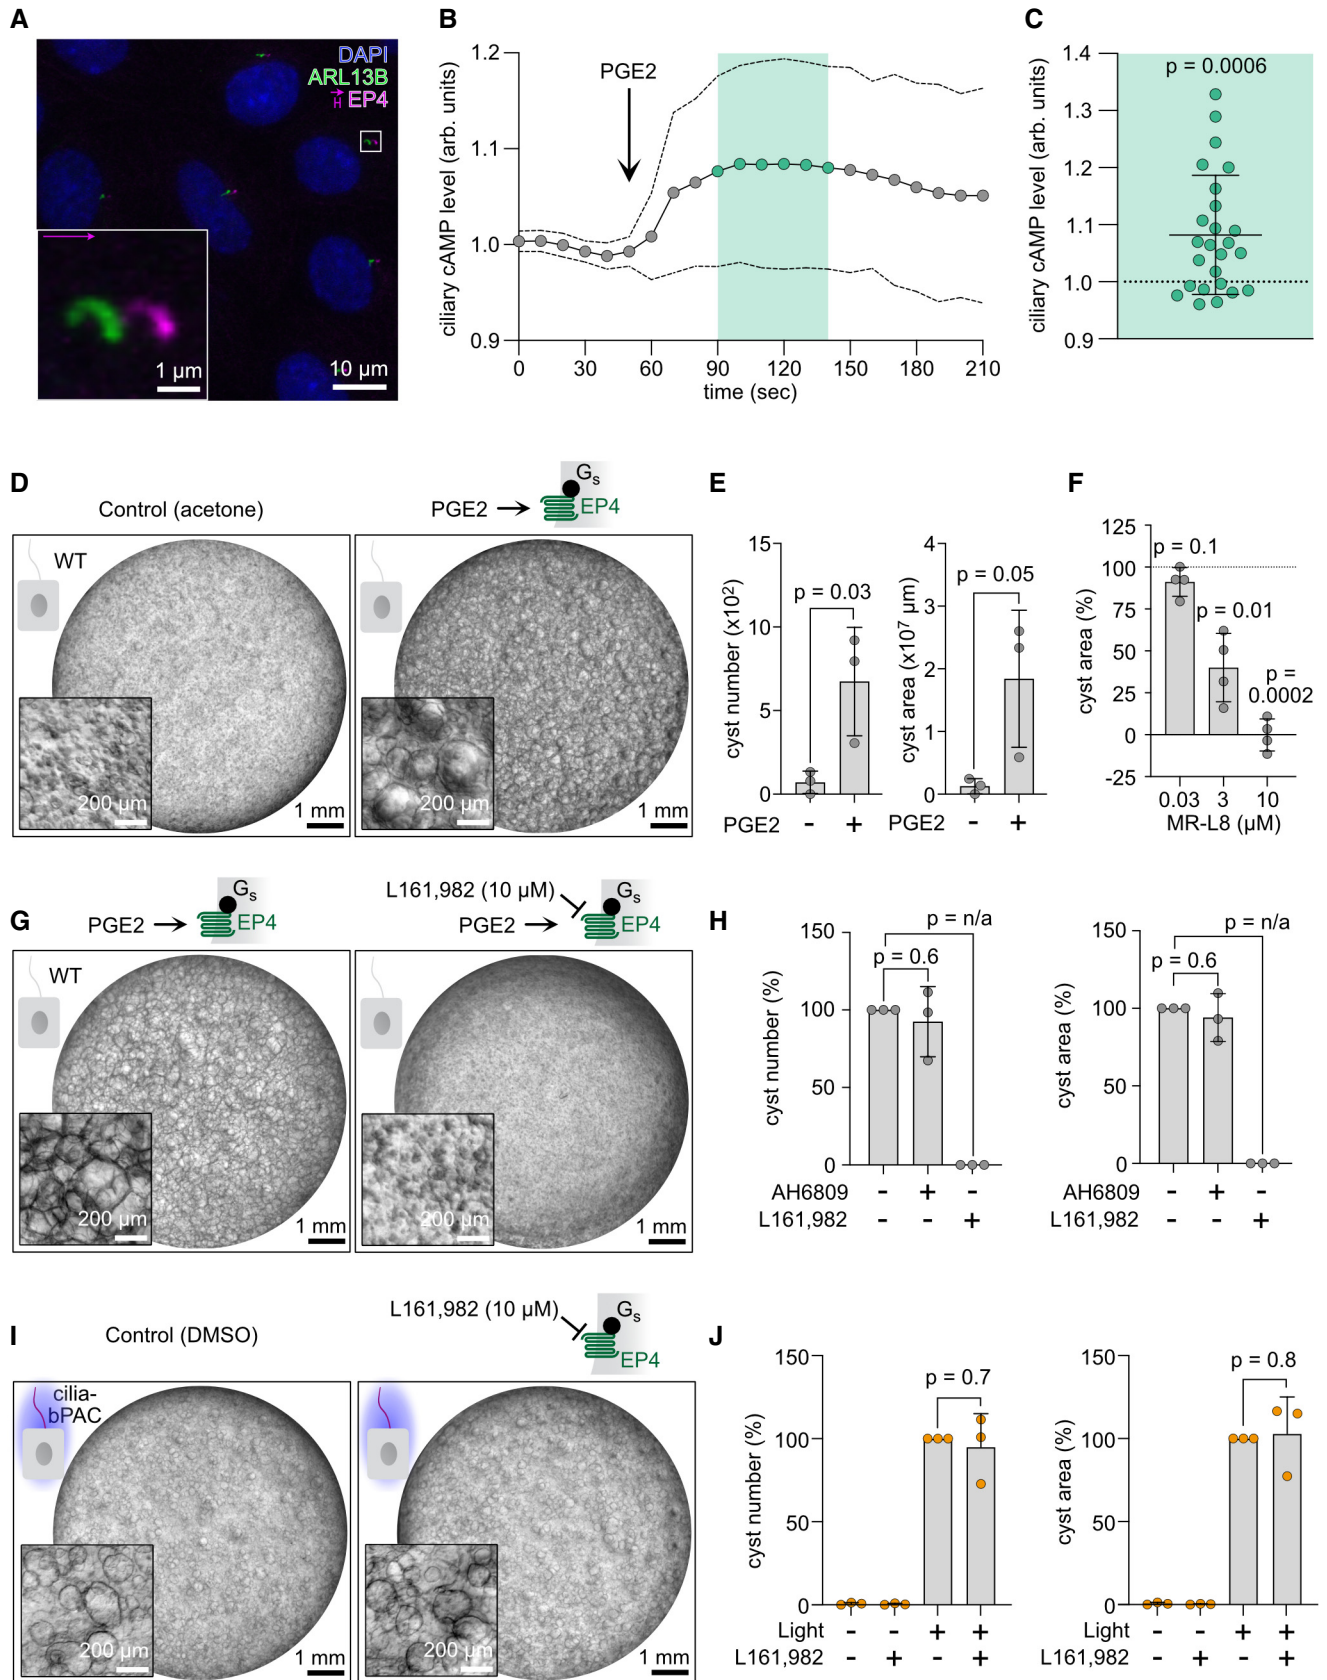 A
DAPI
ARL13B
H EP4
1 µm
10 µm
B
ciliary cAMP level (arb. units)
1.2
1.1
1.0
0.9
PGE2
0 30 60 90 120 150 180 210
time (sec)
C
ciliary cAMP level (arb. units)
1.4
1.3
1.2
1.1
1.0
0.9
p = 0.0006
D
Control (acetone)
PGE2
Gs
EP4
WT
200 µm
1 mm
200 µm
1 mm
E
cyst number (x10²)
15
10
5
0
p = 0.03
PGE2 - +
cyst area (x10⁷ µm)
4
3
2
1
0
p = 0.05
PGE2 - +
F
cyst area (%)
125
100
75
50
25
0
-25
p = 0.1
p = 0.01
p =
0.0002
0.03 3 10
MR-L8 (µM)
G
PGE2
Gs
EP4
L161,982 (10 µM)
PGE2
Gs
EP4
WT
200 µm
1 mm
200 µm
1 mm
H
cyst number (%)
150
100
50
0
p = n/a
p = 0.6
AH6809 - + -
L161,982 - - +
cyst area (%)
150
100
50
0
p = n/a
p = 0.6
AH6809 - + -
L161,982 - - +
I
Control (DMSO)
L161,982 (10 µM)
Gs
EP4
cilia-
bPAC
200 µm
1 mm
200 µm
1 mm
J
cyst number (%)
150
100
50
0
p = 0.7
Light - - + +
L161,982 - + - +
cyst area (%)
150
100
50
0
p = 0.8
Light - - + +
L161,982 - + - +